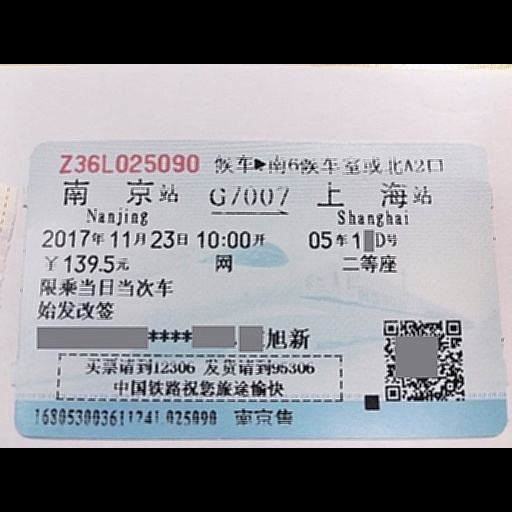 Z36L025090 候车▶南6候车室或北A2口
南京站 G7007 上海站
Nanjing Shanghai
2017年11月23日10:00开 05车1 D号
￥139.5元 网 二等座
限乘当日当次车
始发改签
**** 旭新
买票请到12306 发货请到95306
中国铁路祝您旅途愉快
16805300361124L025090 南京售